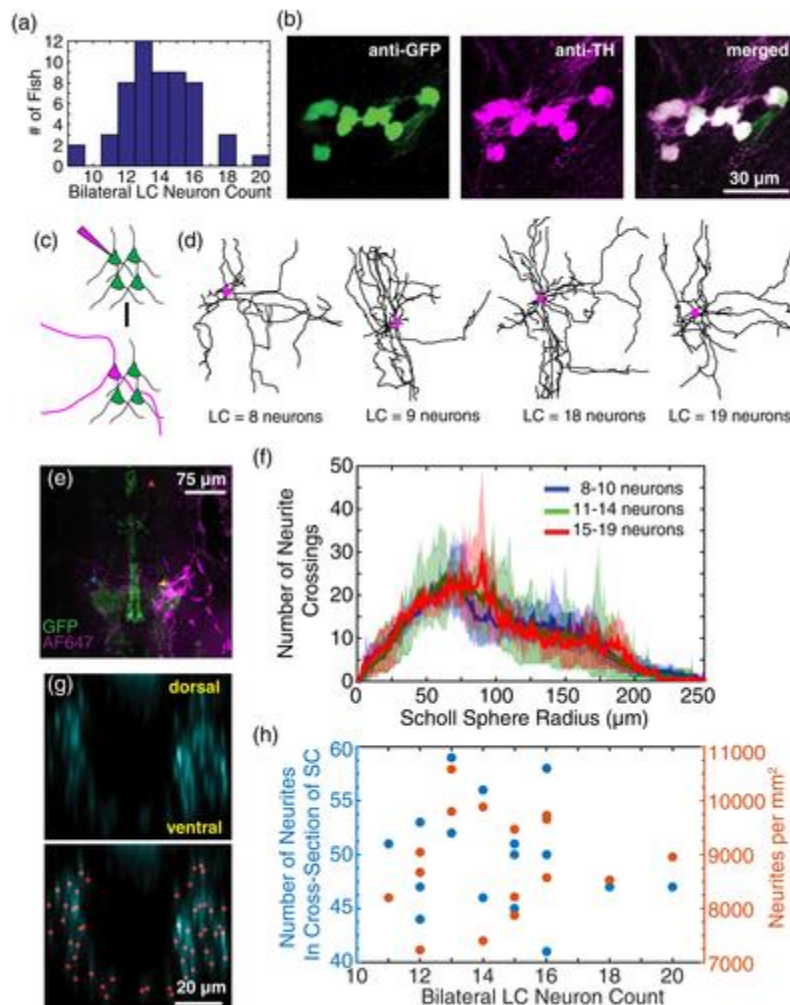 (a)
12
10
8
6
4
2
0
# of Fish
10 12 14 16 18 20
Bilateral LC Neuron Count
(b)
anti-GFP anti-TH merged
30 µm
(c)
(d)
LC = 8 neurons LC = 9 neurons LC = 18 neurons LC = 19 neurons
(e)
75 µm
GFP
AF647
(f)
50
40
30
20
10
0
Number of Neurite
Crossings
8-10 neurons
11-14 neurons
15-19 neurons
0 50 100 150 200 250
Scholl Sphere Radius (µm)
(g)
dorsal
ventral
20 µm
(h)
60
55
50
45
40
Number of Neurites
In Cross-Section of SC
11000
10000
9000
8000
7000
Neurites per mm²
10 12 14 16 18 20
Bilateral LC Neuron Count